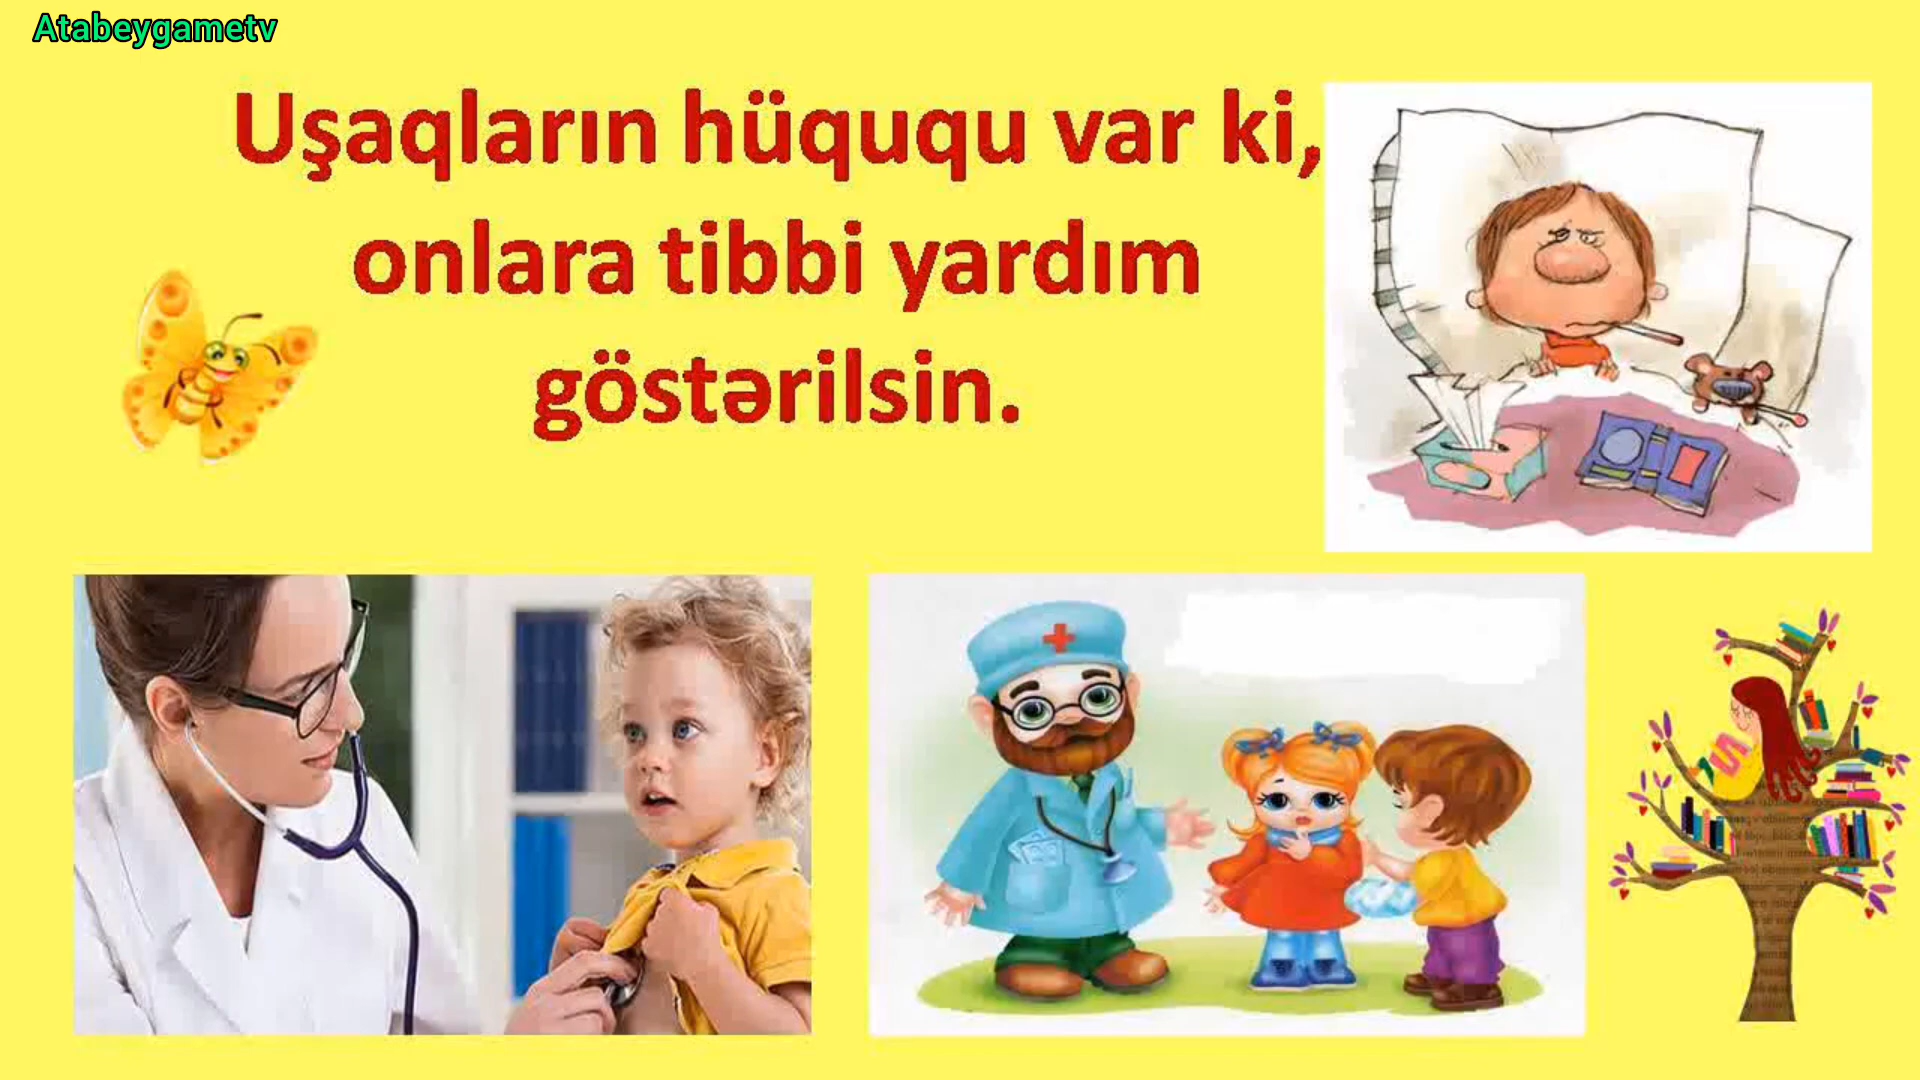 Atabeygametv
Uşaqların hüququ var ki,
onlara tibbi yardım
göstərilsin.